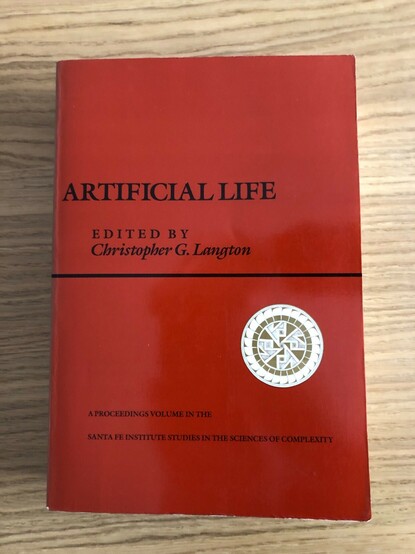 ARTIFICIAL LIFE
EDITED BY
Christopher G. Langton
A PROCEEDINGS VOLUME IN THE
SANTA FE INSTITUTE STUDIES IN THE SCIENCES OF COMPLEXITY